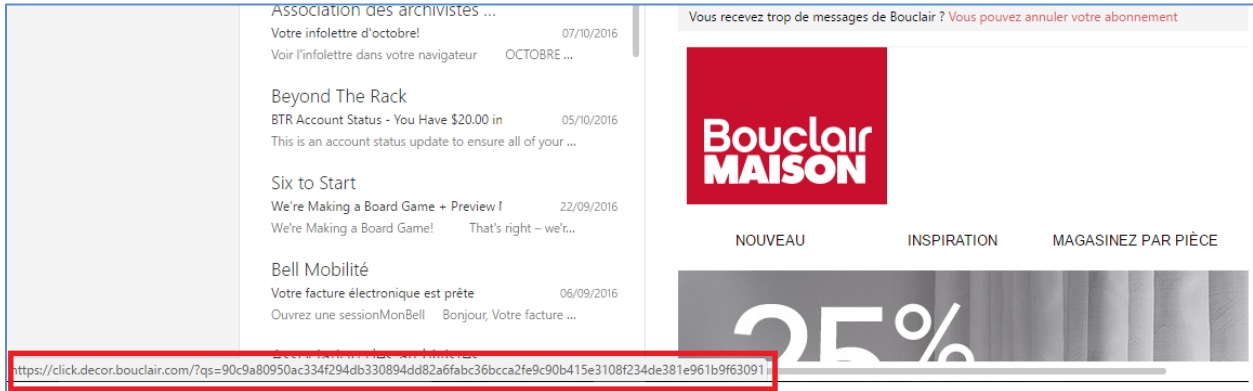 Association des archivistes ...
Votre infolettre d'octobre! 07/10/2016
Voir l'infolettre dans votre navigateur OCTOBRE ...
Beyond The Rack
BTR Account Status - You Have $20.00 in 05/10/2016
This is an account status update to ensure all of your ...
Six to Start
We're Making a Board Game + Preview 22/09/2016
We're Making a Board Game! That's right – we'r...
Bell Mobilité
Votre facture électronique est prête 06/09/2016
Ouvrez une sessionMonBell Bonjour, Votre facture ...
Association des archivistes
https://click.decor.bouclair.com/?qs=90c9a80950ac334f294db330894dd82a6fabc36bcca2fe9c90b415e3108f234de381e961b9f63091
Vous recevez trop de messages de Bouclair ? Vous pouvez annuler votre abonnement
Bouclair
MAISON
NOUVEAU INSPIRATION MAGASINEZ PAR PIÈCE
25%